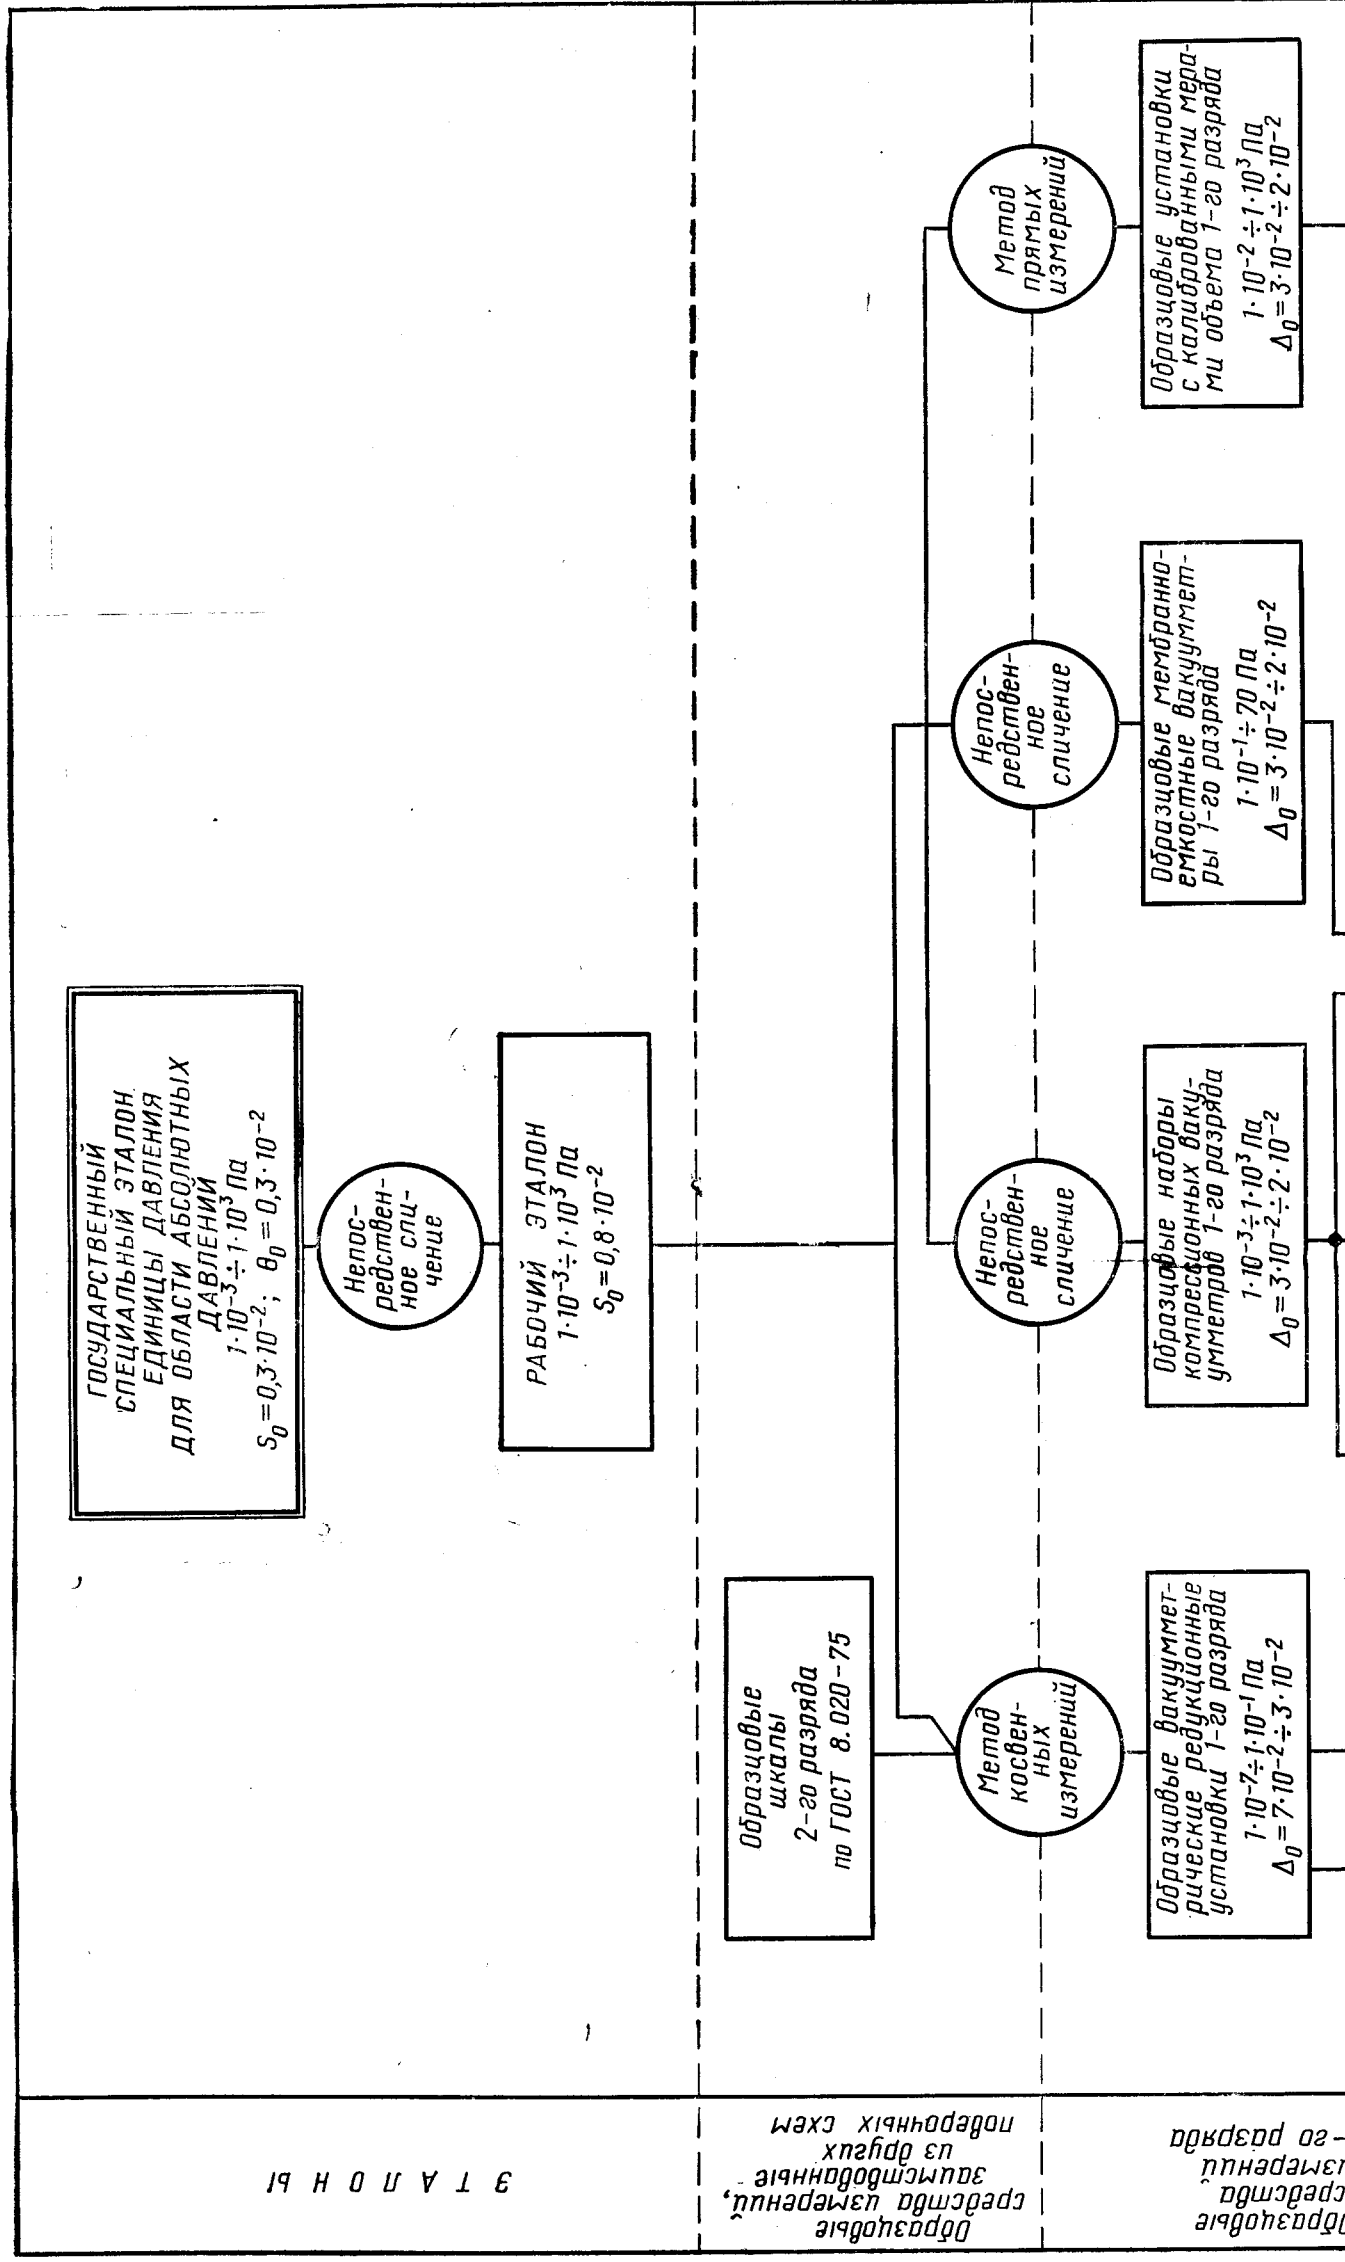 ГОСУДАРСТВЕННЫЙ
СПЕЦИАЛЬНЫЙ ЭТАЛОН
ЕДИНИЦЫ ДАВЛЕНИЯ
ДЛЯ ОБЛАСТИ АБСОЛЮТНЫХ
ДАВЛЕНИЙ
1·10⁻³÷1·10³ Па
S₀=0,3·10⁻²; θ₀=0,3·10⁻²
Непос-
редствен-
ное сли-
чение
РАБОЧИЙ ЭТАЛОН
1·10⁻³÷1·10³ Па
S₀=0,8·10⁻²
ЭТАЛОНЫ
Образцовые
шкалы
2-го разряда
по ГОСТ 8.020-75
Образцовые
средства измерений,
заимствованные
из других
поверочных схем
Метод
косвен-
ных
измерений
Непос-
редствен-
ное
сличение
Непос-
редствен-
ное
сличение
Метод
прямых
измерений
Образцовые вакууммет-
рические редукционные
установки 1-го разряда
1·10⁻⁷÷1·10⁻¹ Па
Δ₀=7·10⁻²÷3·10⁻²
Образцовые наборы
компрессионных ваку-
умметров 1-го разряда
1·10⁻³÷1·10³ Па
Δ₀=3·10⁻²÷2·10⁻²
Образцовые мембранно-
емкостные вакууммет-
ры 1-го разряда
1·10⁻¹÷70 Па
Δ₀=3·10⁻²÷2·10⁻²
Образцовые установки
с калиброванными мера-
ми объема 1-го разряда
1·10⁻²÷1·10³ Па
Δ₀=3·10⁻²÷2·10⁻²
бразцовые
средства
измерений
-го разряда